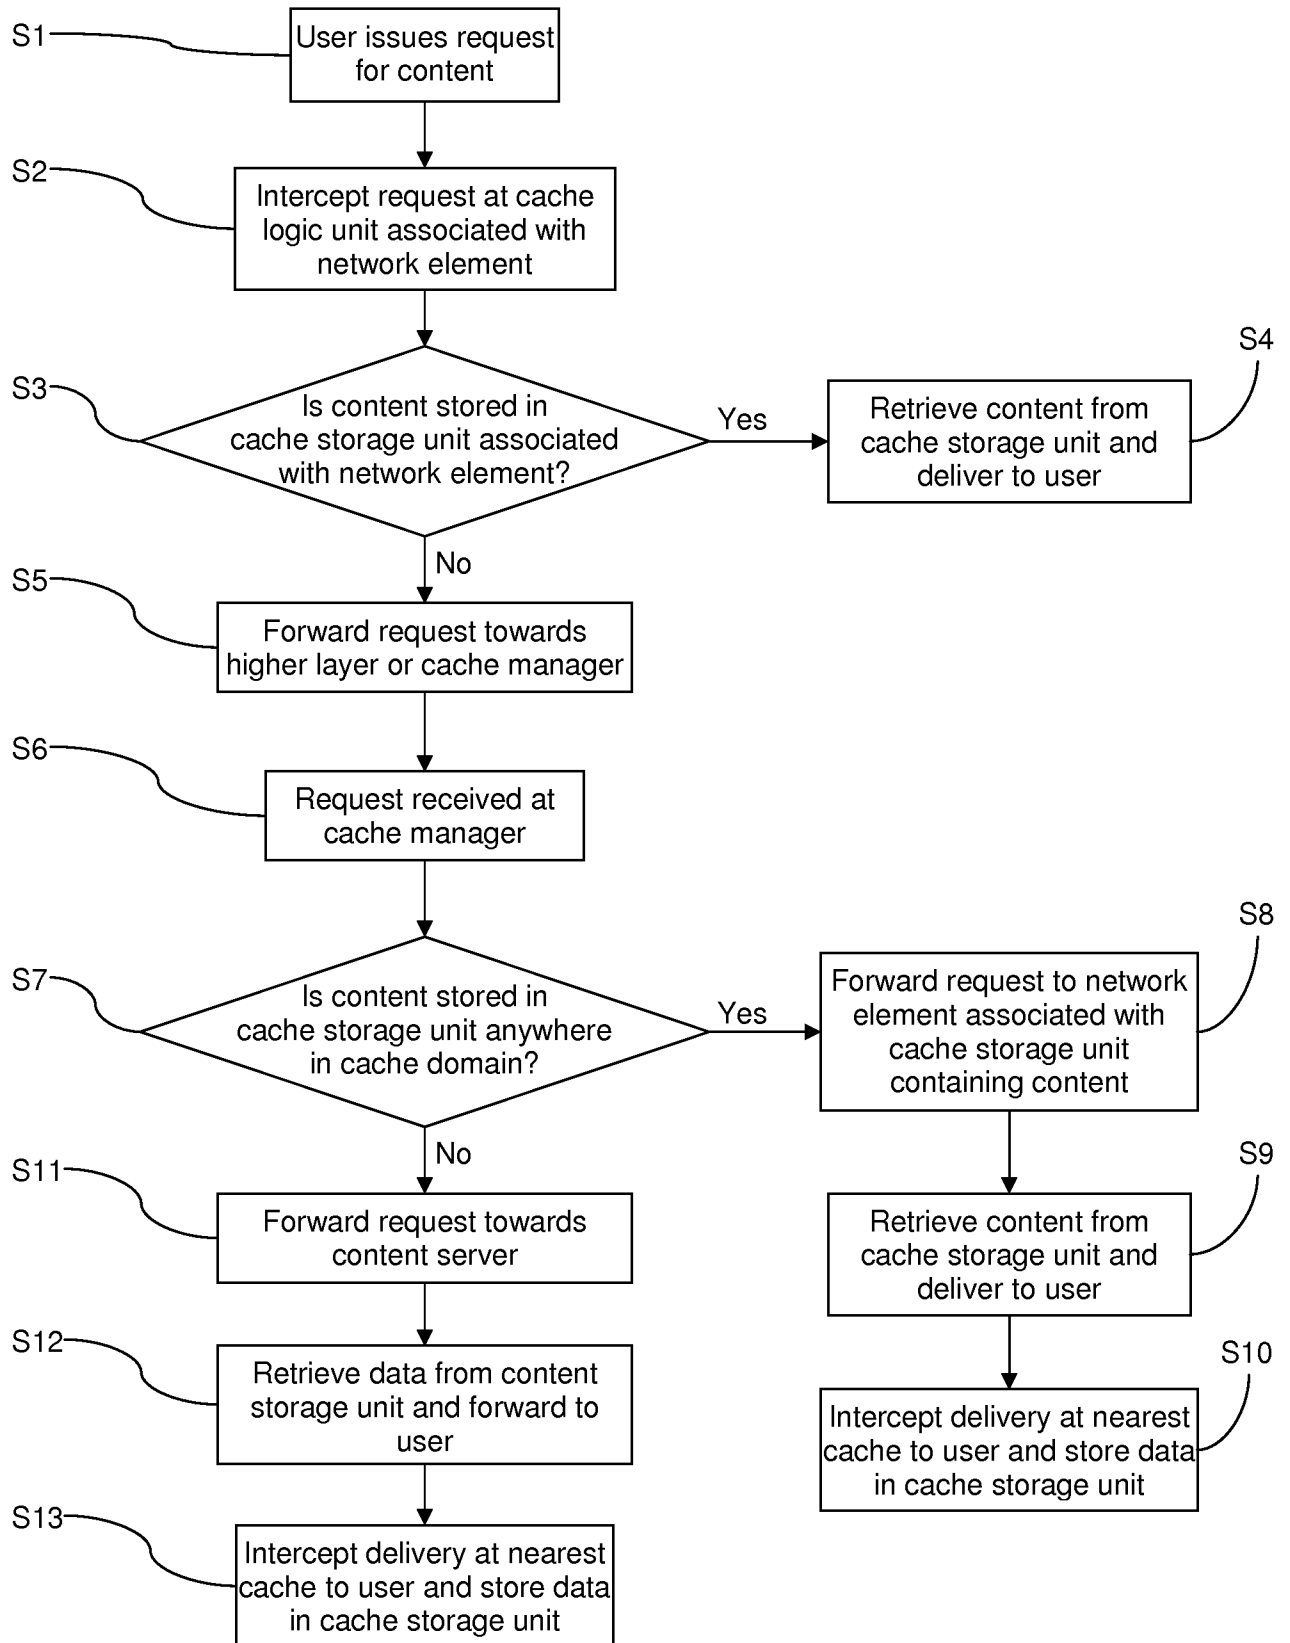 S1
User issues request
for content
S2
Intercept request at cache
logic unit associated with
network element
S3
Is content stored in
cache storage unit associated
with network element?
Yes
S4
Retrieve content from
cache storage unit and
deliver to user
No
S5
Forward request towards
higher layer or cache manager
S6
Request received at
cache manager
S7
Is content stored in
cache storage unit anywhere
in cache domain?
Yes
S8
Forward request to network
element associated with
cache storage unit
containing content
No
S11
Forward request towards
content server
S9
Retrieve content from
cache storage unit and
deliver to user
S12
Retrieve data from content
storage unit and forward to
user
S10
Intercept delivery at nearest
cache to user and store data
in cache storage unit
S13
Intercept delivery at nearest
cache to user and store data
in cache storage unit